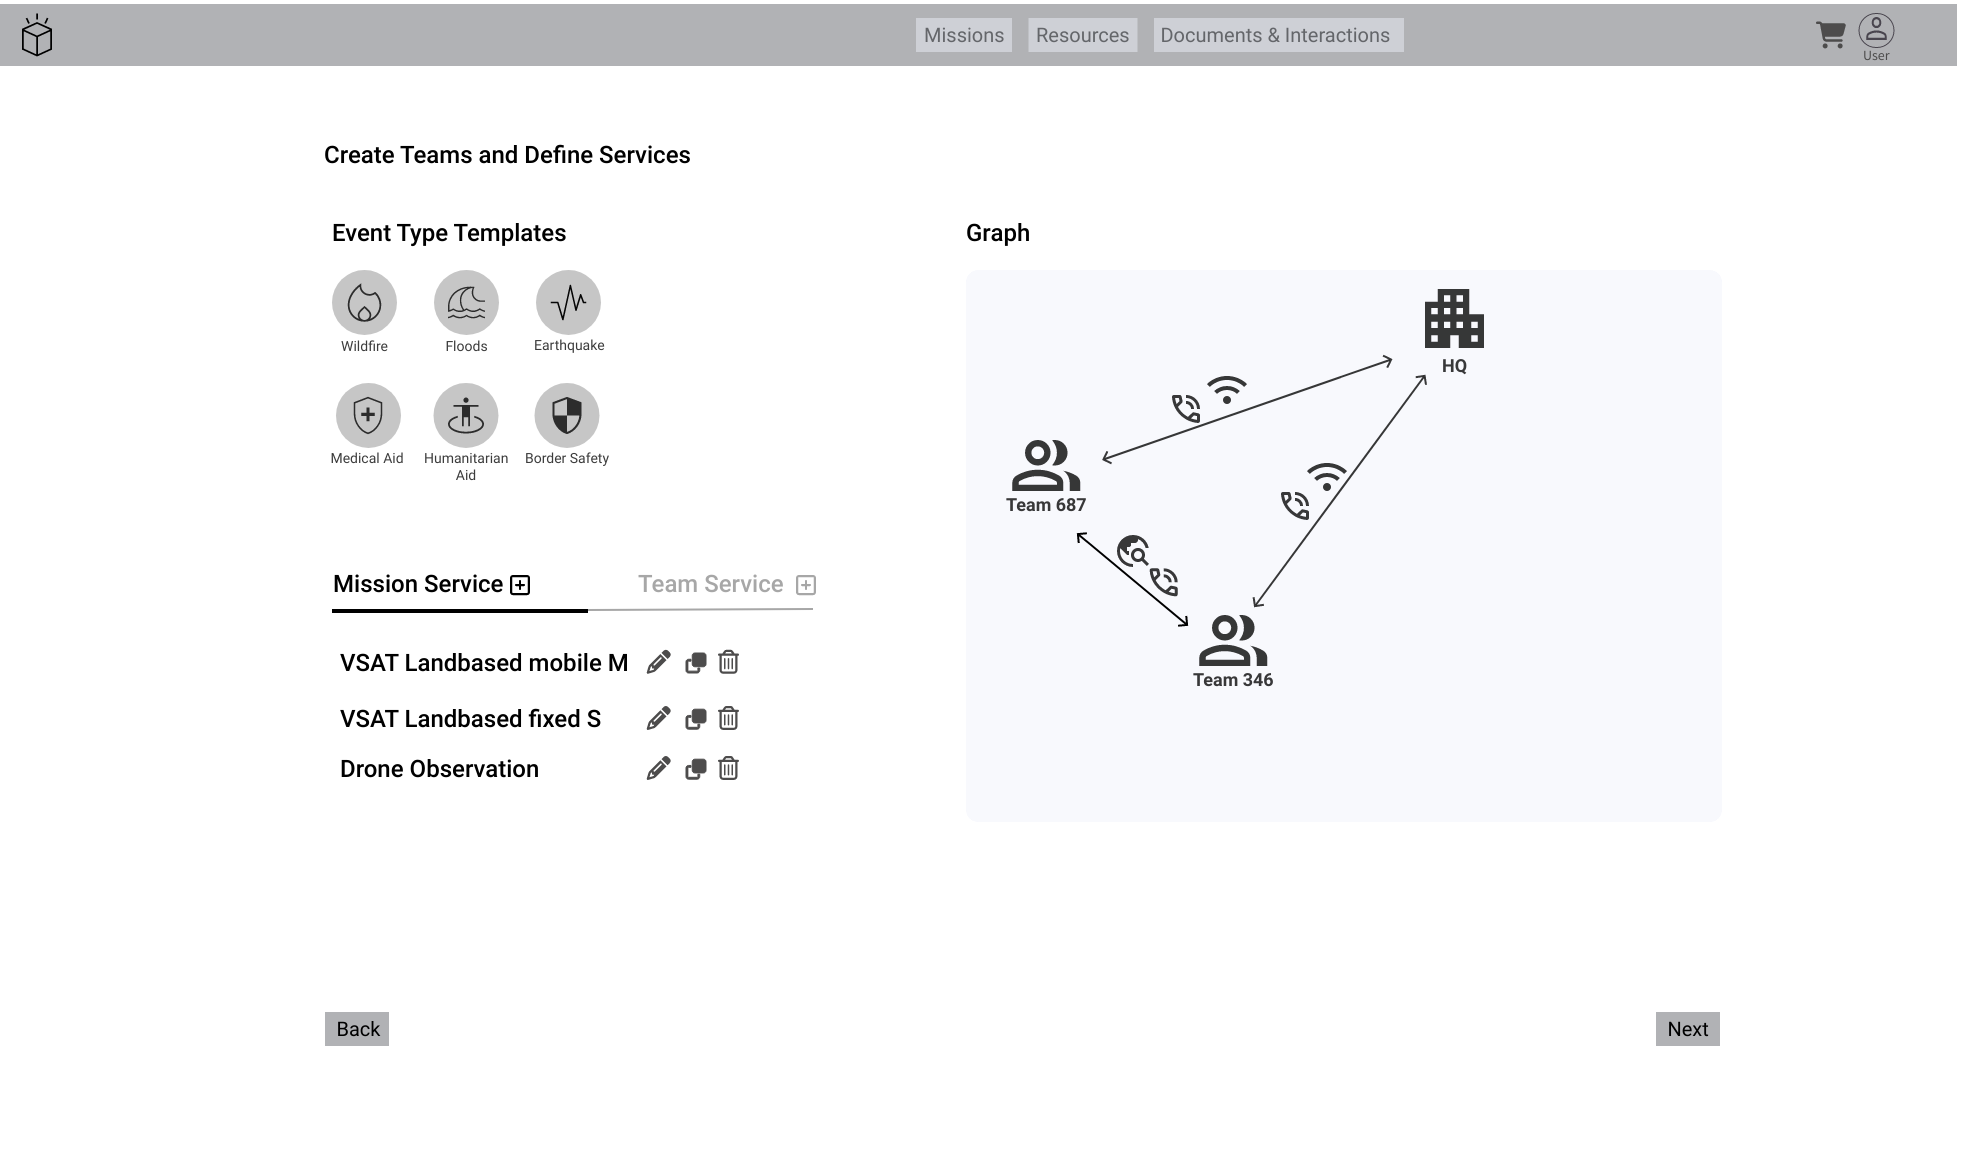 Missions
Resources
Documents & Interactions
User
Create Teams and Define Services
Event Type Templates
Wildfire
Floods
Earthquake
Medical Aid
Humanitarian
Aid
Border Safety
Mission Service
Team Service
VSAT Landbased mobile M
VSAT Landbased fixed S
Drone Observation
Graph
HQ
Team 687
Team 346
Back
Next